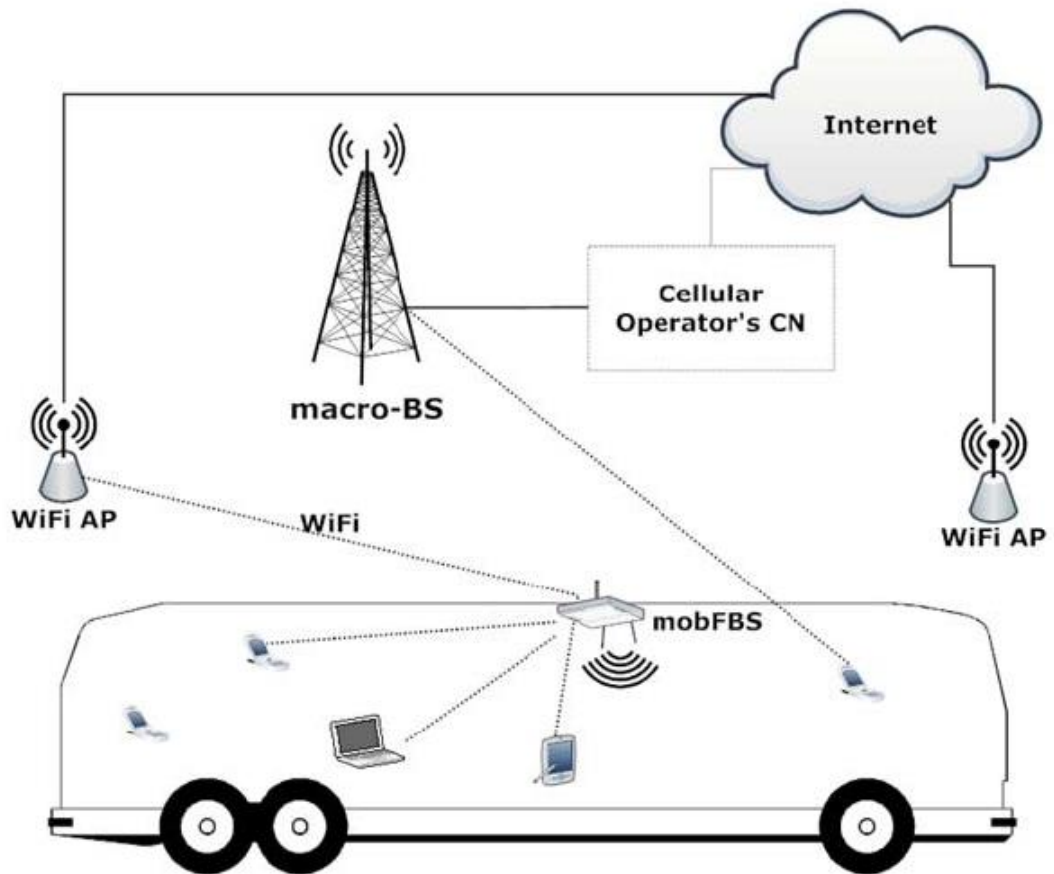 Internet
Cellular
Operator's CN
macro-BS
WiFi AP
WiFi
WiFi AP
mobFBS